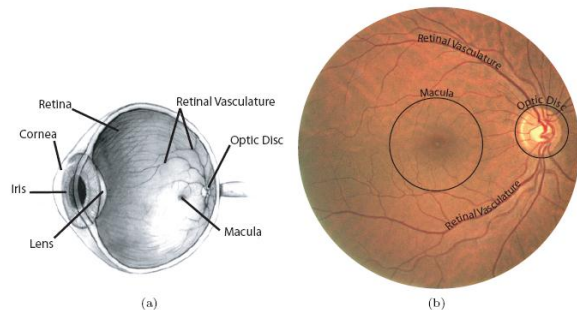 Retina
Retinal Vasculature
Cornea
Optic Disc
Iris
Lens
Macula
(a)
Retinal Vasculature
Macula
Optic Disc
Retinal Vasculature
(b)